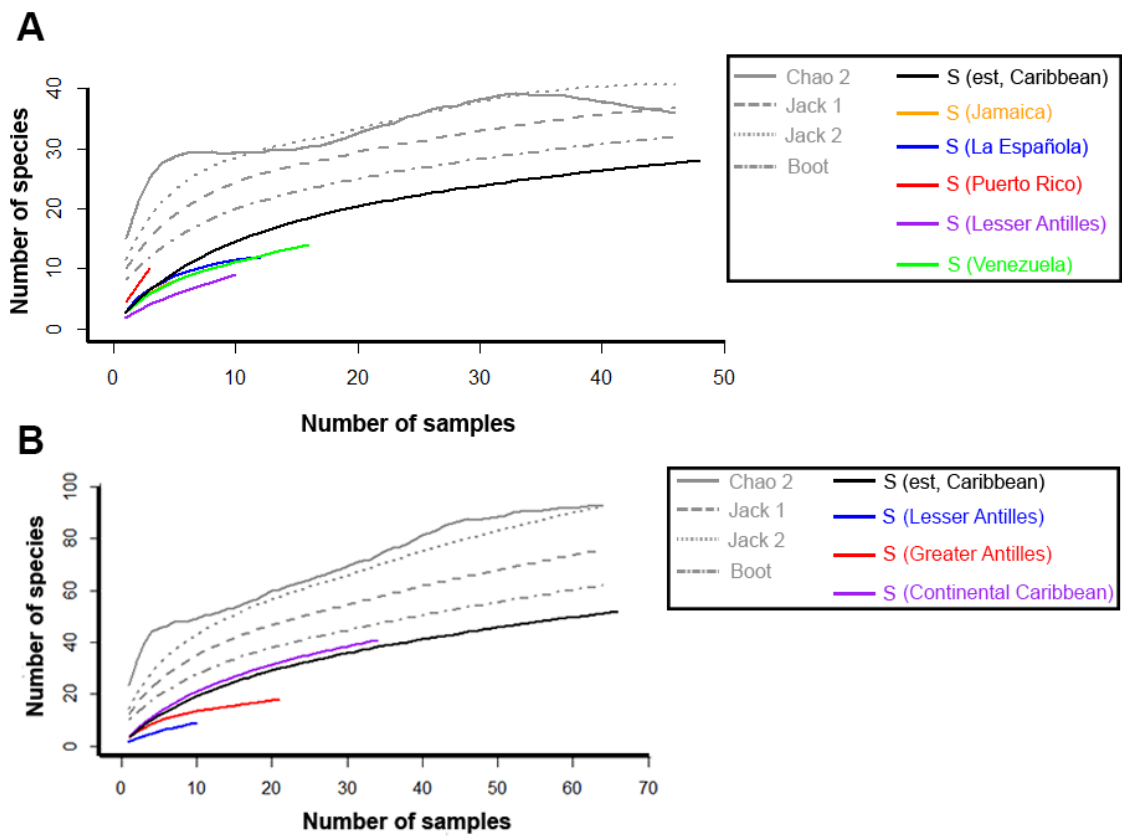 A
Number of species
0
10
20
30
40
0
10
20
30
40
50
Number of samples
Chao 2
Jack 1
Jack 2
Boot
S (est, Caribbean)
S (Jamaica)
S (La Española)
S (Puerto Rico)
S (Lesser Antilles)
S (Venezuela)
B
Number of species
0
20
40
60
80
100
0
10
20
30
40
50
60
70
Number of samples
Chao 2
Jack 1
Jack 2
Boot
S (est, Caribbean)
S (Lesser Antilles)
S (Greater Antilles)
S (Continental Caribbean)